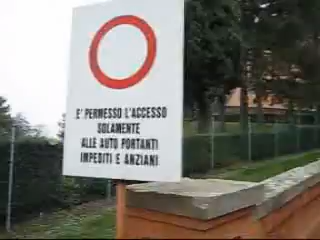 E' PERMESSO L'ACCESSO
SOLAMENTE
ALLE AUTO PORTANTI
IMPEDITI E ANZIANI